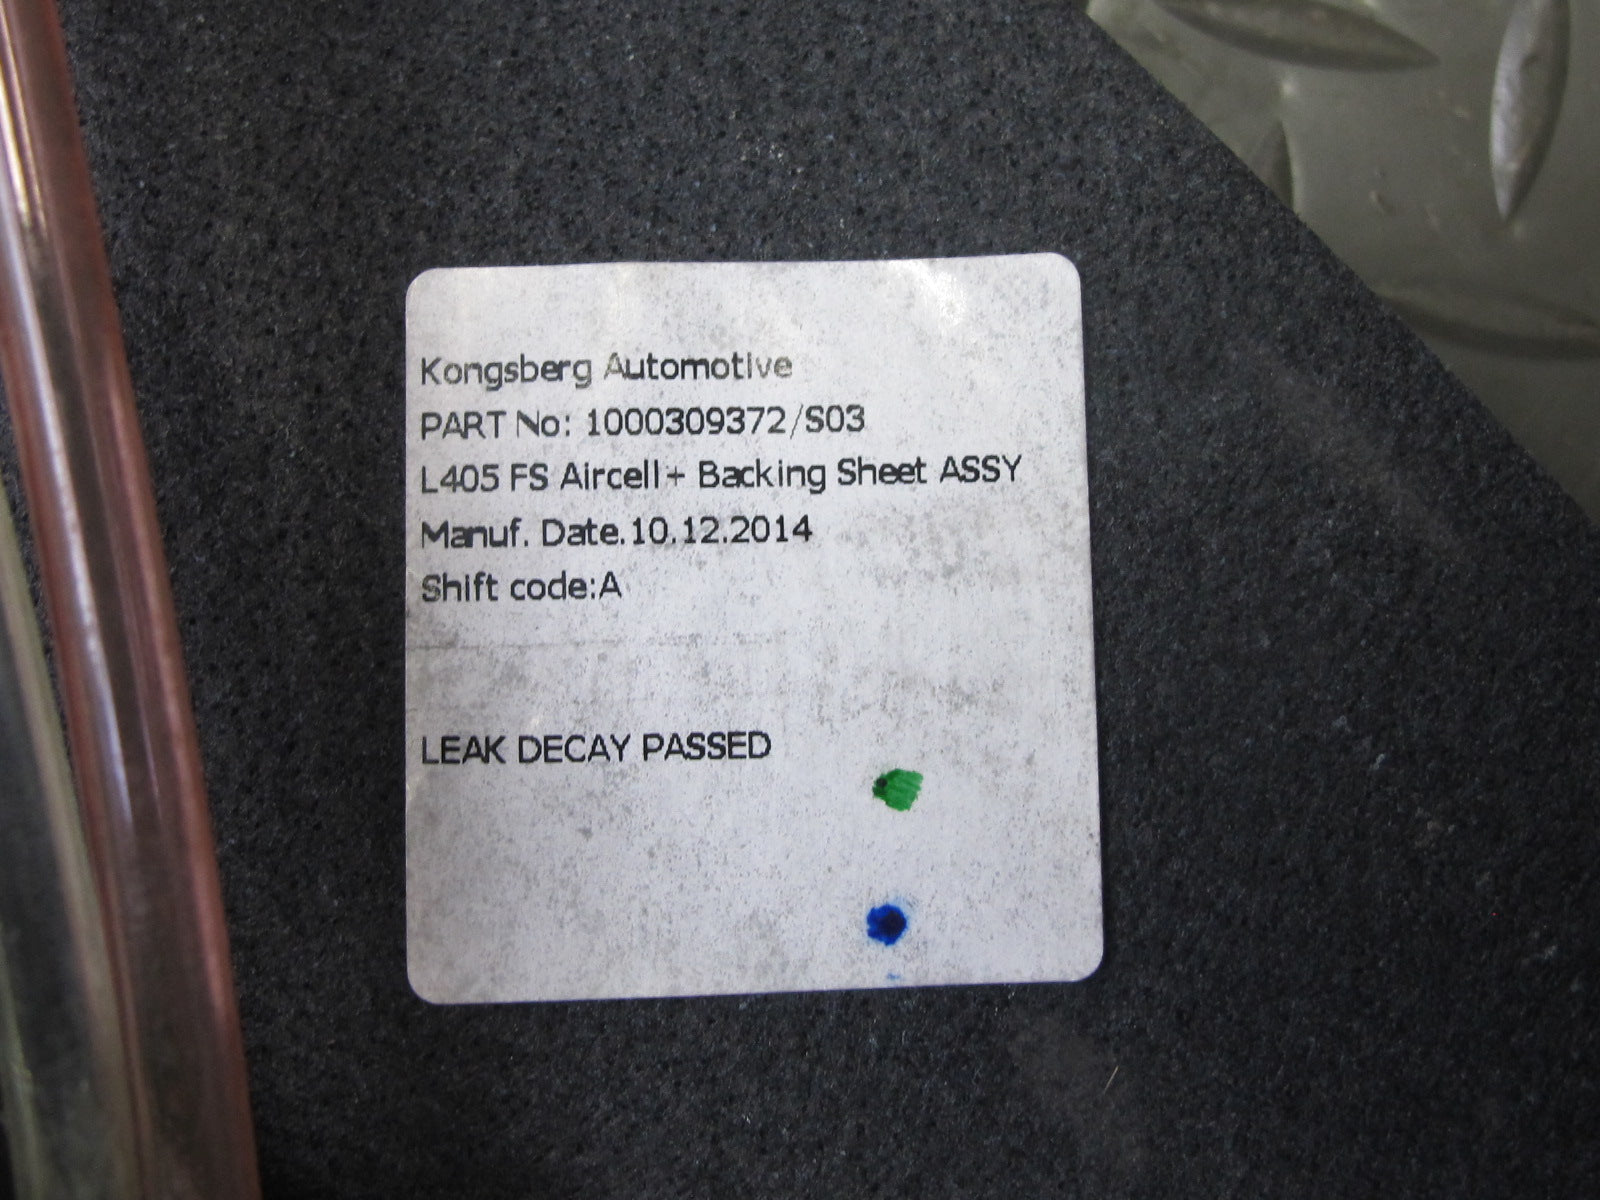 Kongsberg Automotive
PART No: 1000309372/S03
L405 FS Aircell+ Backing Sheet ASSY
Manuf. Date.10.12.2014
Shift code:A
LEAK DECAY PASSED